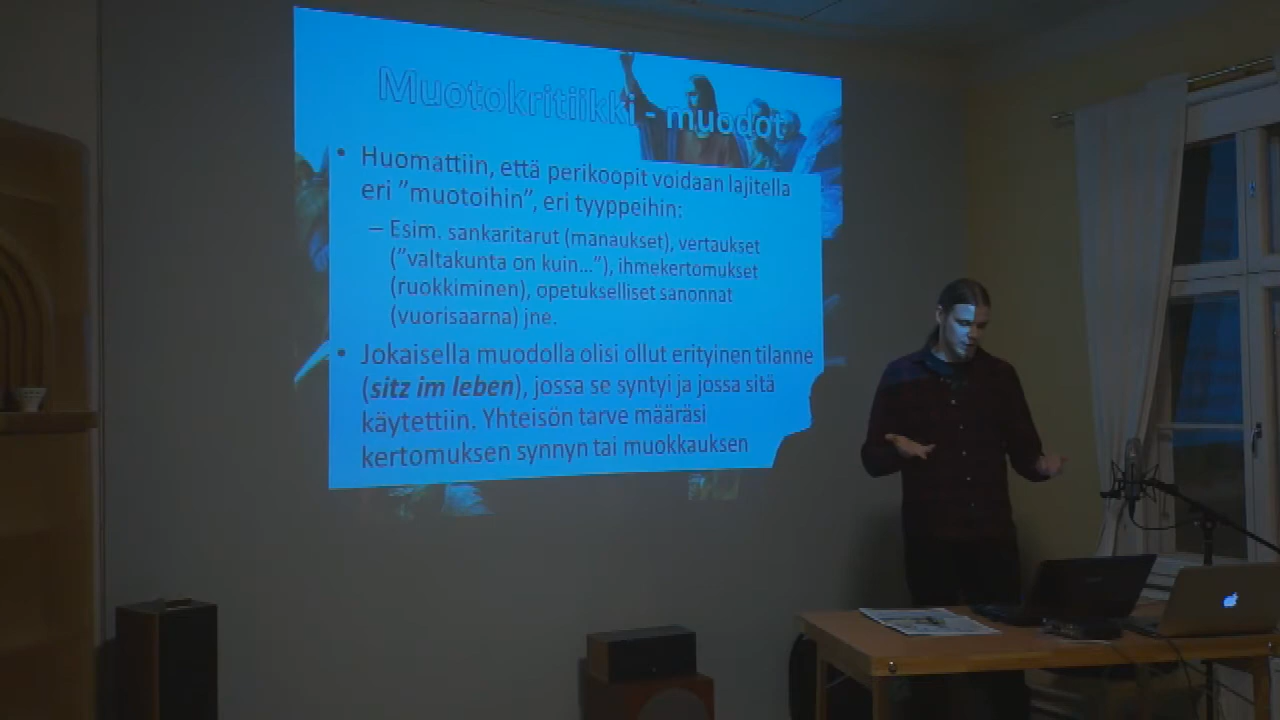 Muotokritiikki - muodot
• Huomattiin, että perikoopit voidaan lajitella
eri ”muotoihin”, eri tyyppeihin:
– Esim. sankaritarut (manaukset), vertaukset
(”valtakunta on kuin...”), ihmekertomukset
(ruokkiminen), opetukselliset sanonnat
(vuorisaarna) jne.
• Jokaisella muodolla olisi ollut erityinen tilanne
(sitz im leben), jossa se syntyi ja jossa sitä
käytettiin. Yhteisön tarve määräsi
kertomuksen synnyn tai muokkauksen